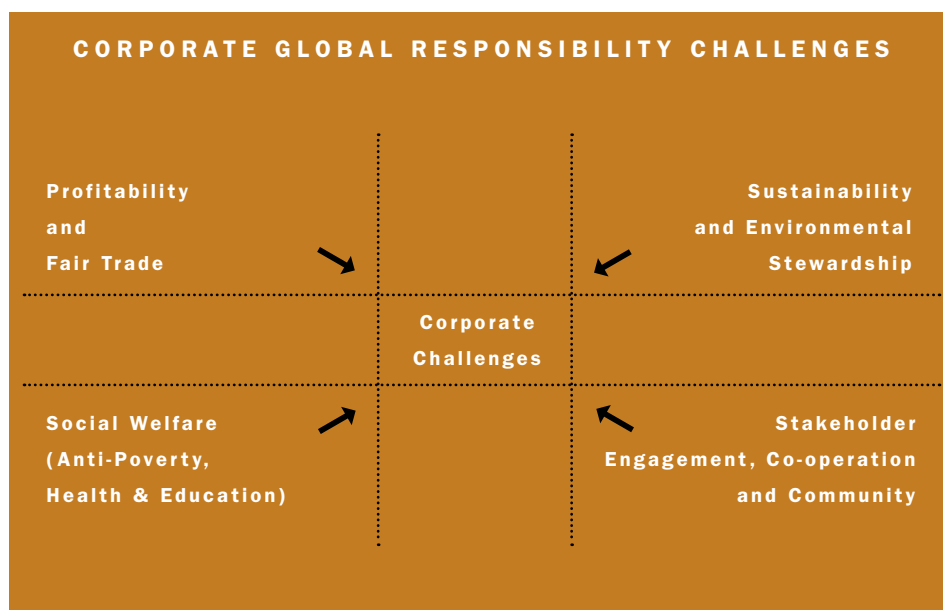 CORPORATE GLOBAL RESPONSIBILITY CHALLENGES
Profitability
and
Fair Trade
Sustainability
and Environmental
Stewardship
Corporate
Challenges
Social Welfare
(Anti-Poverty,
Health & Education)
Stakeholder
Engagement, Co-operation
and Community